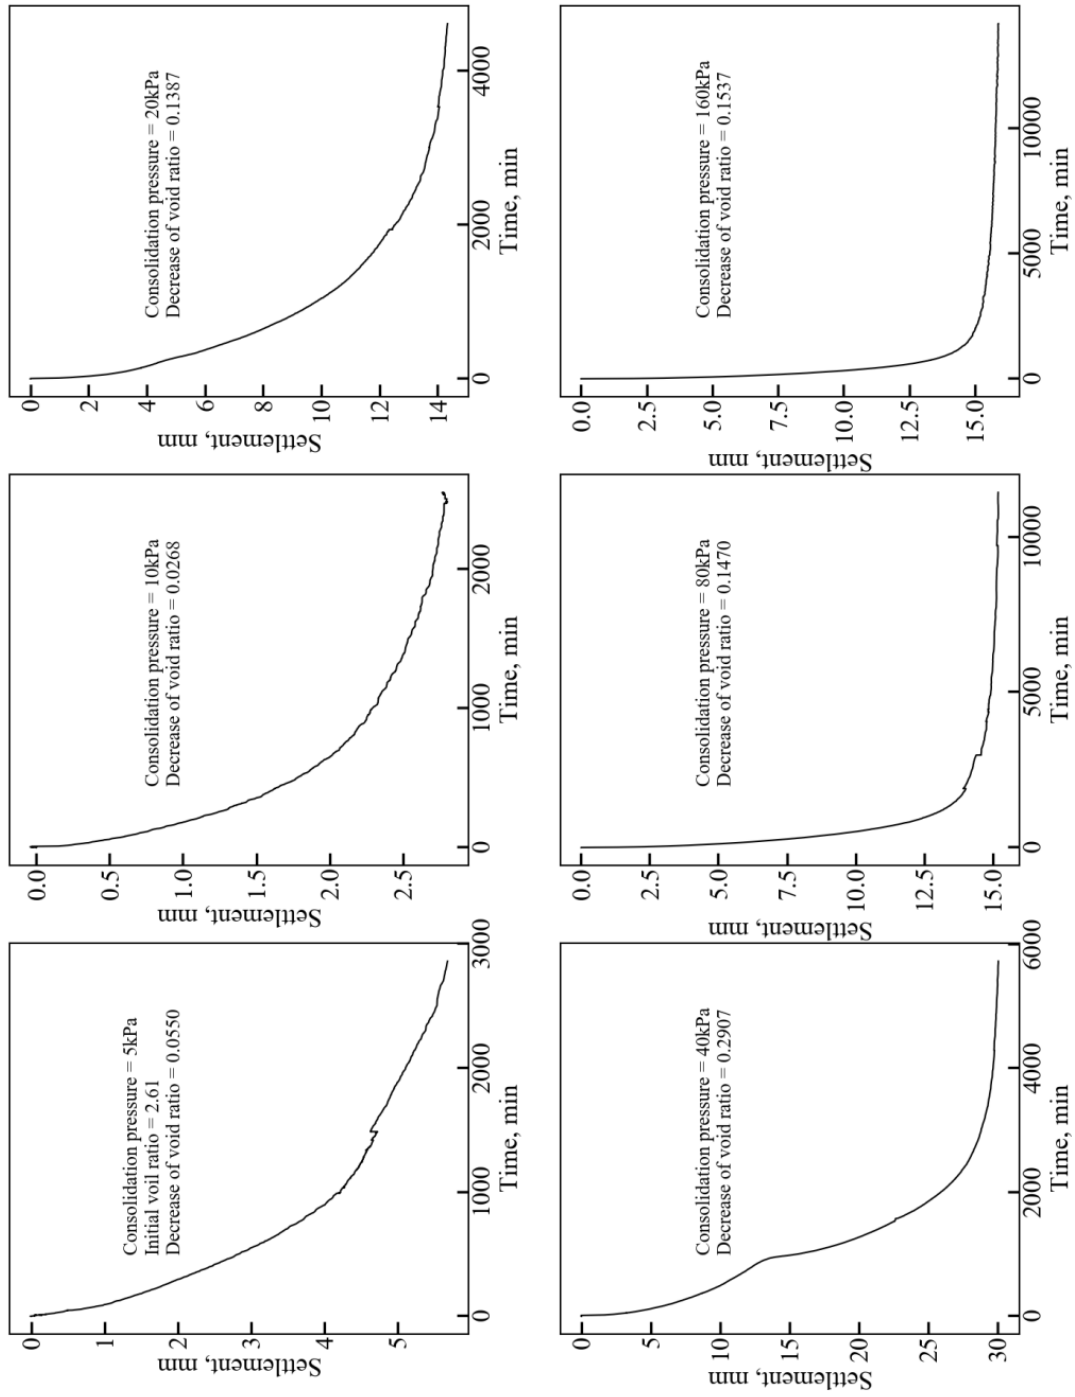 Settlement, mm
0
1
2
3
4
5
Consolidation pressure = 5kPa
Initial voil ratio = 2.61
Decrease of void ratio = 0.0550
0 1000 2000 3000
Time, min
Settlement, mm
0.0
0.5
1.0
1.5
2.0
2.5
Consolidation pressure = 10kPa
Decrease of void ratio = 0.0268
0 1000 2000
Time, min
Settlement, mm
0
2
4
6
8
10
12
14
Consolidation pressure = 20kPa
Decrease of void ratio = 0.1387
0 2000 4000
Time, min
Settlement, mm
0
5
10
15
20
25
30
Consolidation pressure = 40kPa
Decrease of void ratio = 0.2907
0 2000 4000 6000
Time, min
Settlement, mm
0.0
2.5
5.0
7.5
10.0
12.5
15.0
Consolidation pressure = 80kPa
Decrease of void ratio = 0.1470
0 5000 10000
Time, min
Settlement, mm
0.0
2.5
5.0
7.5
10.0
12.5
15.0
Consolidation pressure = 160kPa
Decrease of void ratio = 0.1537
0 5000 10000
Time, min